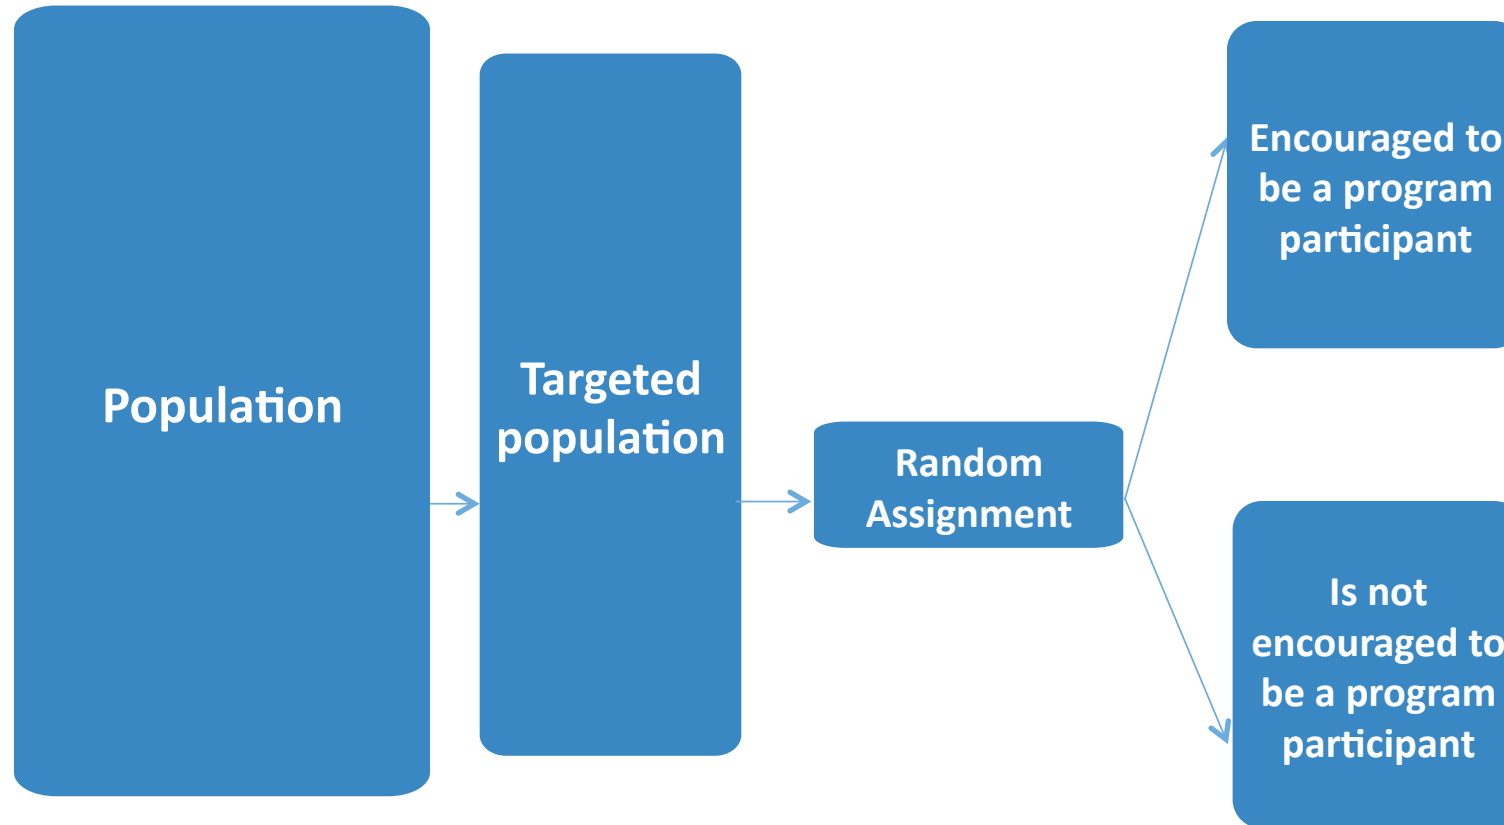 Population
Targeted
population
Random
Assignment
Encouraged to
be a program
participant
Is not
encouraged to
be a program
participant